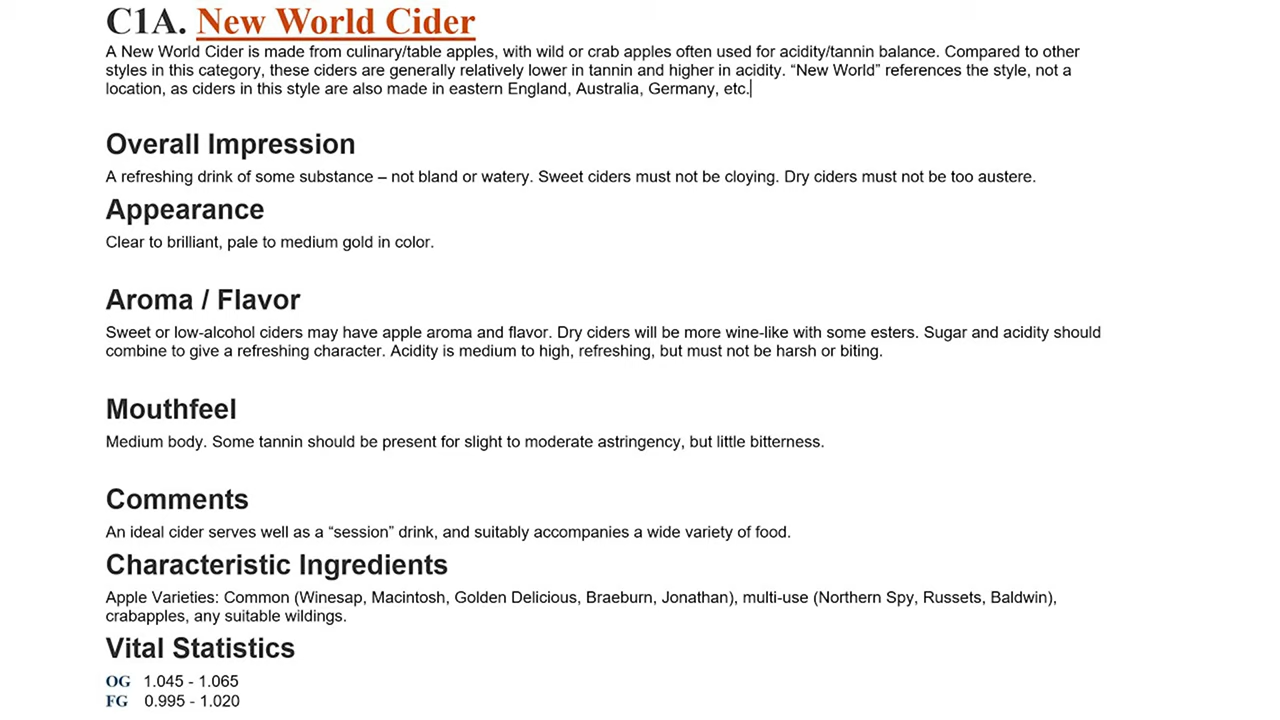 C1A. New World Cider
A New World Cider is made from culinary/table apples, with wild or crab apples often used for acidity/tannin balance. Compared to other
styles in this category, these ciders are generally relatively lower in tannin and higher in acidity. “New World” references the style, not a
location, as ciders in this style are also made in eastern England, Australia, Germany, etc.
Overall Impression
A refreshing drink of some substance – not bland or watery. Sweet ciders must not be cloying. Dry ciders must not be too austere.
Appearance
Clear to brilliant, pale to medium gold in color.
Aroma / Flavor
Sweet or low-alcohol ciders may have apple aroma and flavor. Dry ciders will be more wine-like with some esters. Sugar and acidity should
combine to give a refreshing character. Acidity is medium to high, refreshing, but must not be harsh or biting.
Mouthfeel
Medium body. Some tannin should be present for slight to moderate astringency, but little bitterness.
Comments
An ideal cider serves well as a “session” drink, and suitably accompanies a wide variety of food.
Characteristic Ingredients
Apple Varieties: Common (Winesap, Macintosh, Golden Delicious, Braeburn, Jonathan), multi-use (Northern Spy, Russets, Baldwin),
crabapples, any suitable wildings.
Vital Statistics
OG 1.045 - 1.065
FG 0.995 - 1.020